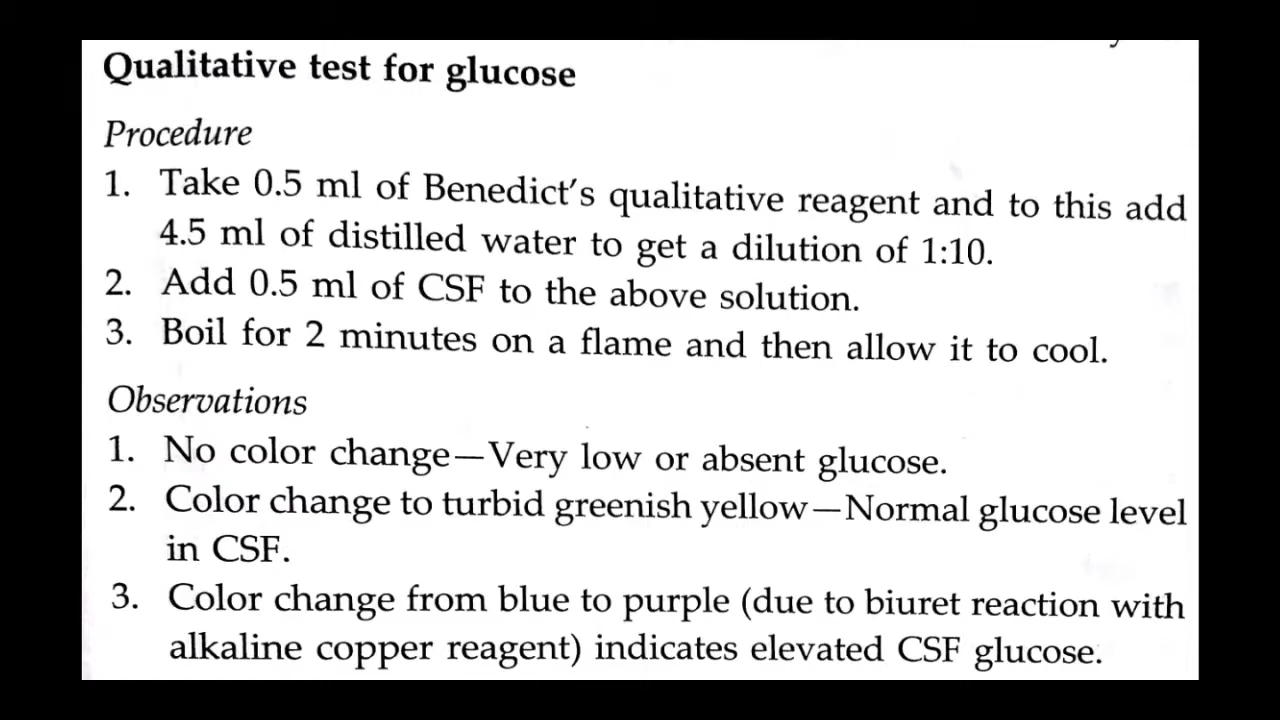 Qualitative test for glucose
Procedure
1. Take 0.5 ml of Benedict's qualitative reagent and to this add
4.5 ml of distilled water to get a dilution of 1:10.
2. Add 0.5 ml of CSF to the above solution.
3. Boil for 2 minutes on a flame and then allow it to cool.
Observations
1. No color change—Very low or absent glucose.
2. Color change to turbid greenish yellow—Normal glucose level
in CSF.
3. Color change from blue to purple (due to biuret reaction with
alkaline copper reagent) indicates elevated CSF glucose.